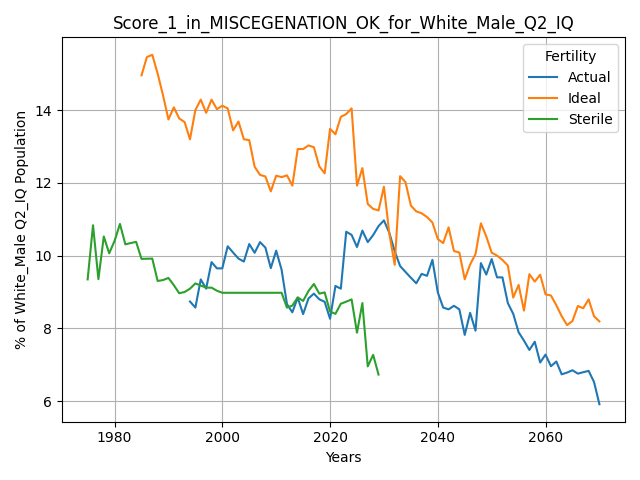 Score_1_in_MISCEGENATION_OK_for_White_Male_Q2_IQ
Fertility
Actual
Ideal
Sterile
% of White_Male Q2_IQ Population
14
12
10
8
6
1980 2000 2020 2040 2060
Years